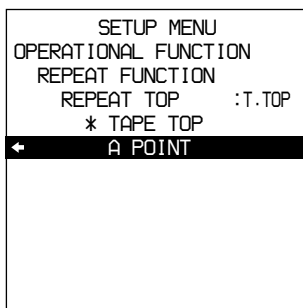 SETUP MENU
OPERATIONAL FUNCTION
REPEAT FUNCTION
REPEAT TOP :T.TOP
* TAPE TOP
← A POINT